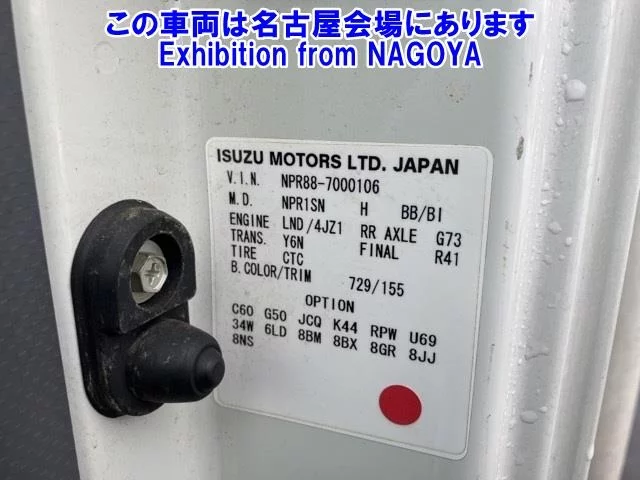 この車両は名古屋会場にあります
Exhibition from NAGOYA
ISUZU MOTORS LTD. JAPAN
V.I.N. NPR88-7000106
M.D. NPR1SN H BB/BI
ENGINE LND/4JZ1 RR AXLE G73
TRANS. Y6N FINAL R41
TIRE CTC
B.COLOR/TRIM 729/155
OPTION
C60 G50 JCQ K44 RPW U69
34W 6LD 8BM 8BX 8GR 8JJ
8NS